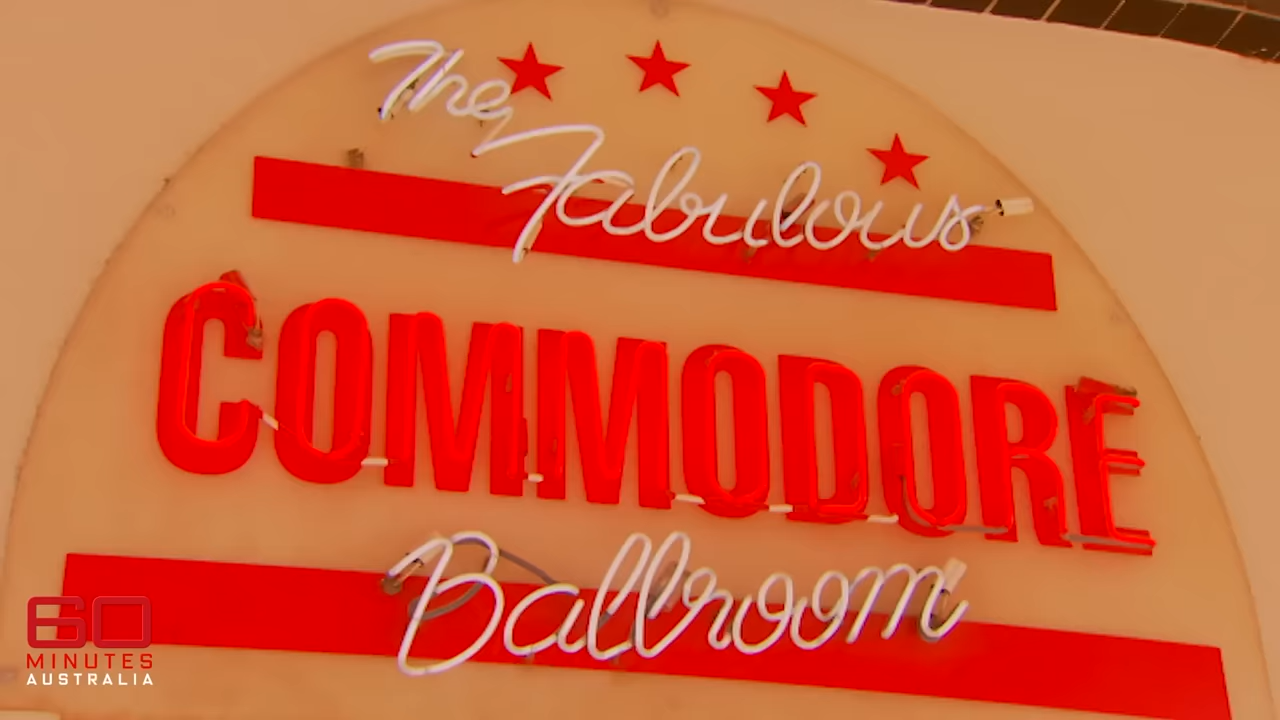 The
Fabulous
COMMODORE
Ballroom
60
MINUTES
AUSTRALIA